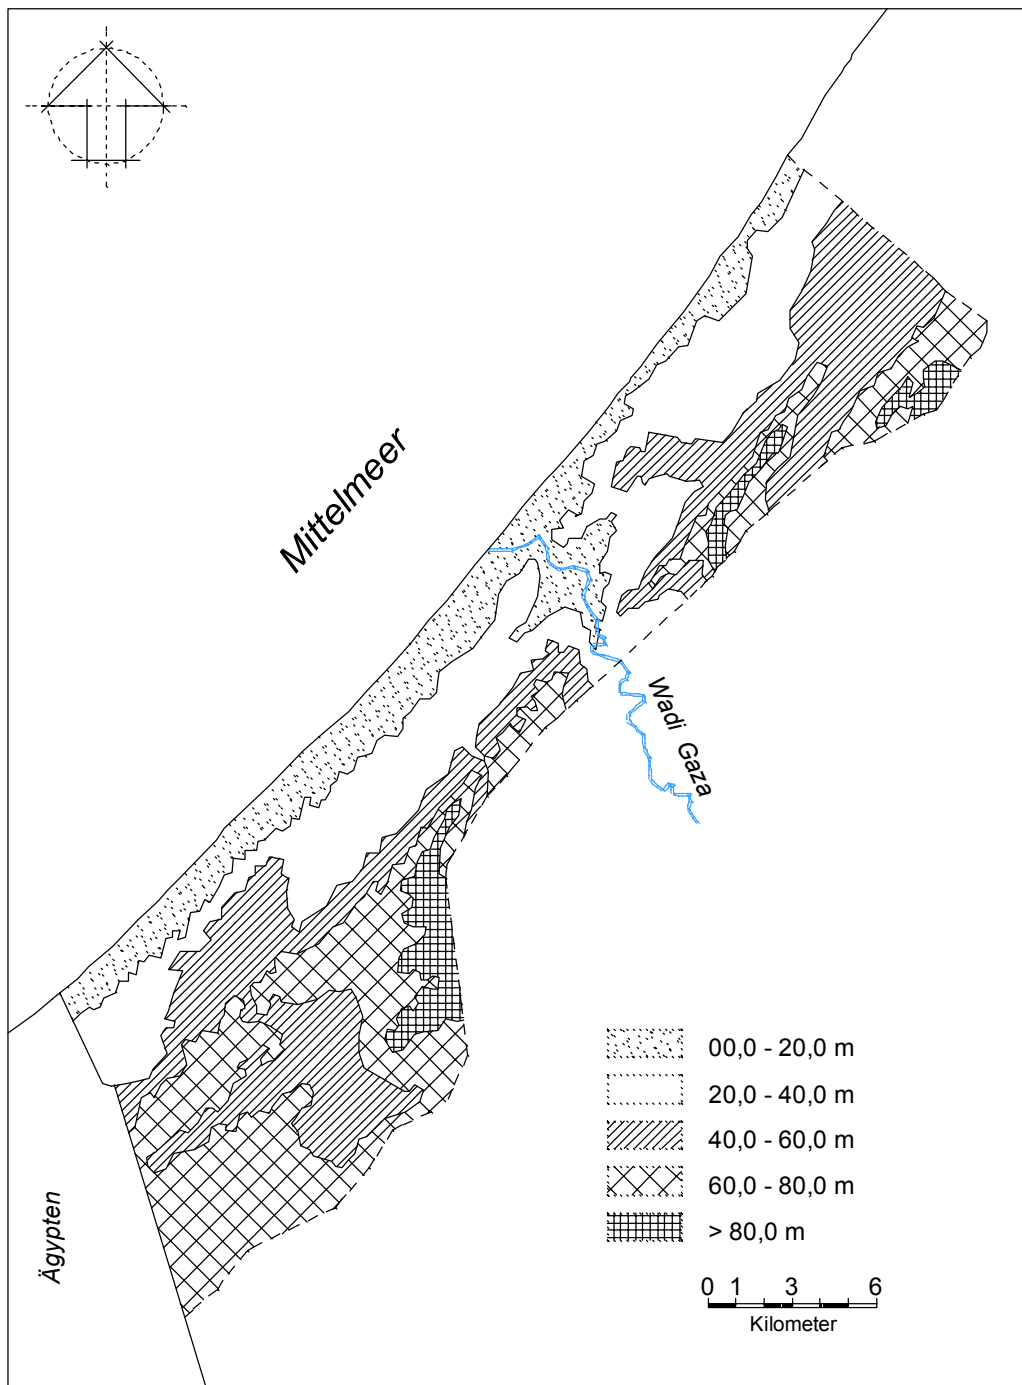 Mittelmeer
Wadi Gaza
Ägypten
00,0 - 20,0 m
20,0 - 40,0 m
40,0 - 60,0 m
60,0 - 80,0 m
> 80,0 m
0 1 3 6
Kilometer